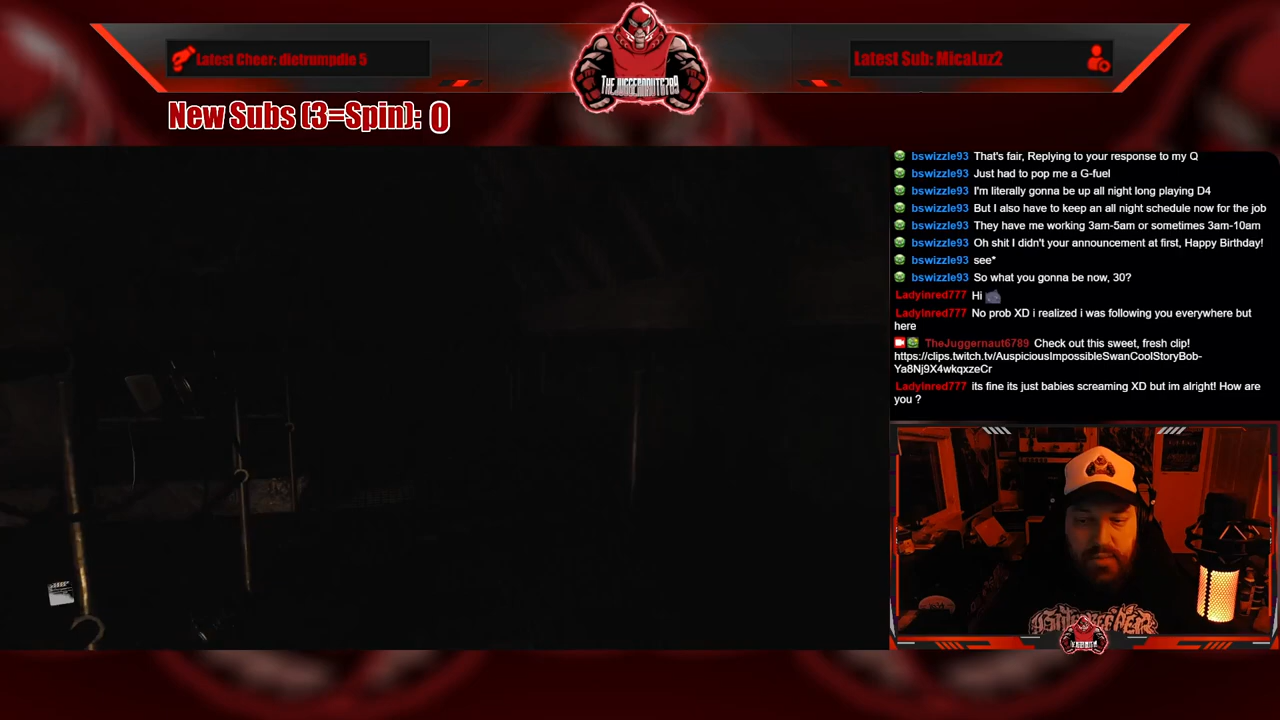 Latest Cheer: dietrumpdie 5
THEJUGGERNAUT6789
Latest Sub: MicaLuz2
New Subs (3=Spin): 0
bswizzle93 That's fair, Replying to your response to my Q
bswizzle93 Just had to pop me a G-fuel
bswizzle93 I'm literally gonna be up all night long playing D4
bswizzle93 But I also have to keep an all night schedule now for the job
bswizzle93 They have me working 3am-5am or sometimes 3am-10am
bswizzle93 Oh shit I didn't your announcement at first, Happy Birthday!
bswizzle93 see*
bswizzle93 So what you gonna be now, 30?
Ladyinred777 Hi
Ladyinred777 No prob XD i realized i was following you everywhere but
here
TheJuggernaut6789 Check out this sweet, fresh clip!
https://clips.twitch.tv/AuspiciousImpossibleSwanCoolStoryBob-
Ya8Nj9X4wkqxzeCr
Ladyinred777 its fine its just babies screaming XD but im alright! How are
you ?